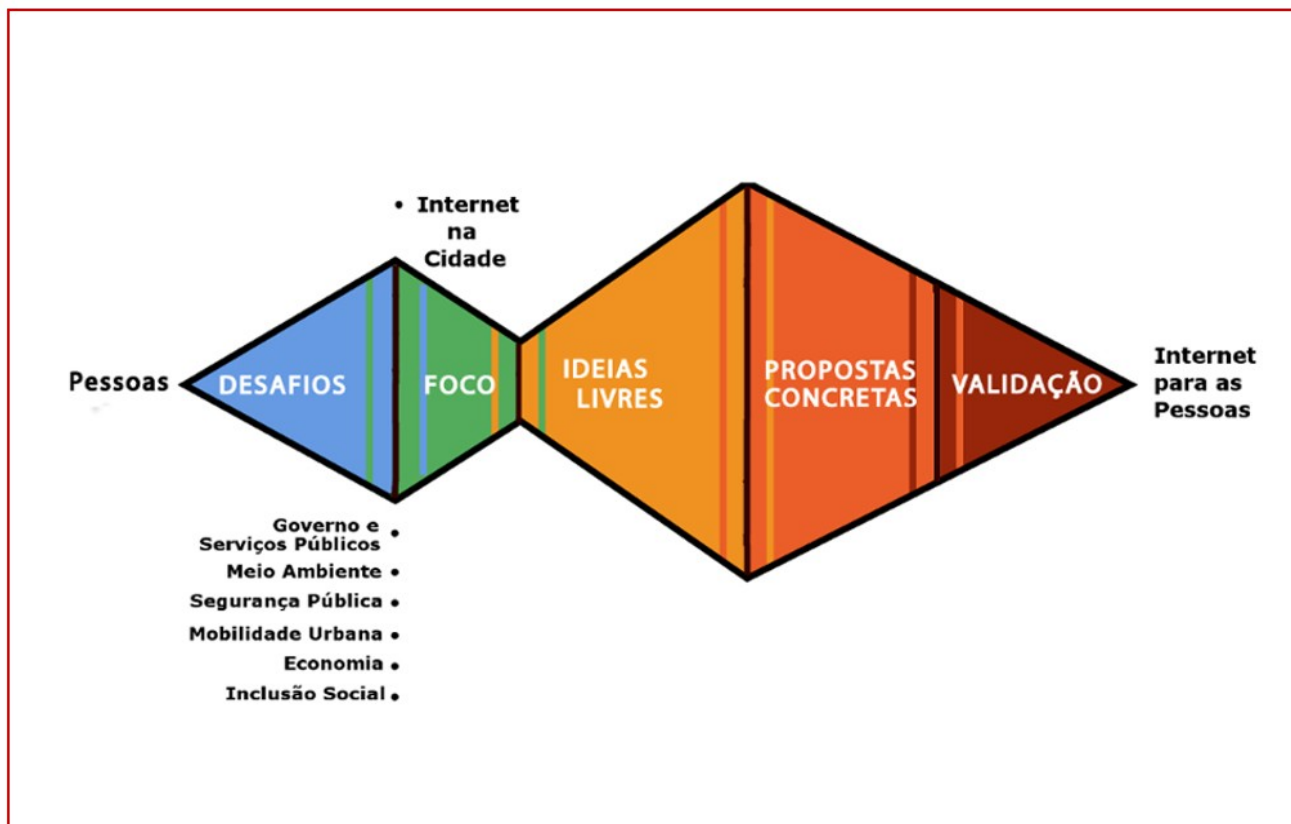 • Internet
na
Cidade
Pessoas
DESAFIOS
FOCO
IDEIAS
LIVRES
PROPOSTAS
CONCRETAS
VALIDAÇÃO
Internet
para as
Pessoas
Governo e
Serviços Públicos •
Meio Ambiente •
Segurança Pública •
Mobilidade Urbana •
Economia •
Inclusão Social •